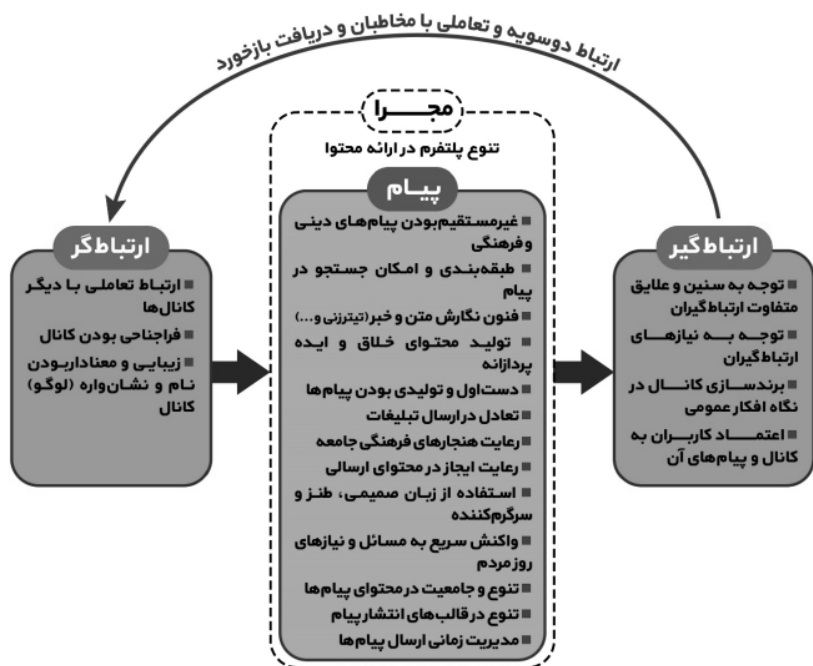 ارتباط دوسویه و تعاملی با مخاطبان و دریافت بازخورد
مجـــرا
تنوع پلتفرم در ارائه محتوا
ارتباط‌گیر
■ توجه به سنین و علایق
متفاوت ارتباط‌گیران
■ توجه به نیازهای
ارتباط‌گیران
■ برندسازی کانال در
نگاه افکار عمومی
■ اعتماد کاربران به
کانال و پیام‌های آن
پیـام
■ غیرمستقیم‌بودن پیام‌های دینی
و فرهنگی
■ طبقه‌بندی و امکان جستجو در
پیام
■ فنون نگارش متن و خبر (تیترزنی و...)
■ تولید محتوای خلاق و ایده
پردازانه
■ دست‌اول و تولیدی بودن پیام‌ها
■ تعادل در ارسال تبلیغات
■ رعایت هنجارهای فرهنگی جامعه
■ رعایت ایجاز در محتوای ارسالی
■ استفاده از زبان صمیمی، طنز و
سرگرم‌کننده
■ واکنش سریع به مسائل و نیازهای
روز مردم
■ تنوع و جامعیت در محتوای پیام‌ها
■ تنوع در قالب‌های انتشار پیام
■ مدیریت زمانی ارسال پیام‌ها
ارتباط‌گر
■ ارتباط تعاملی با دیگر
کانال‌ها
■ فراجناحی بودن کانال
■ زیبایی و معناداربودن
نام و نشان‌واره (لوگو)
کانال